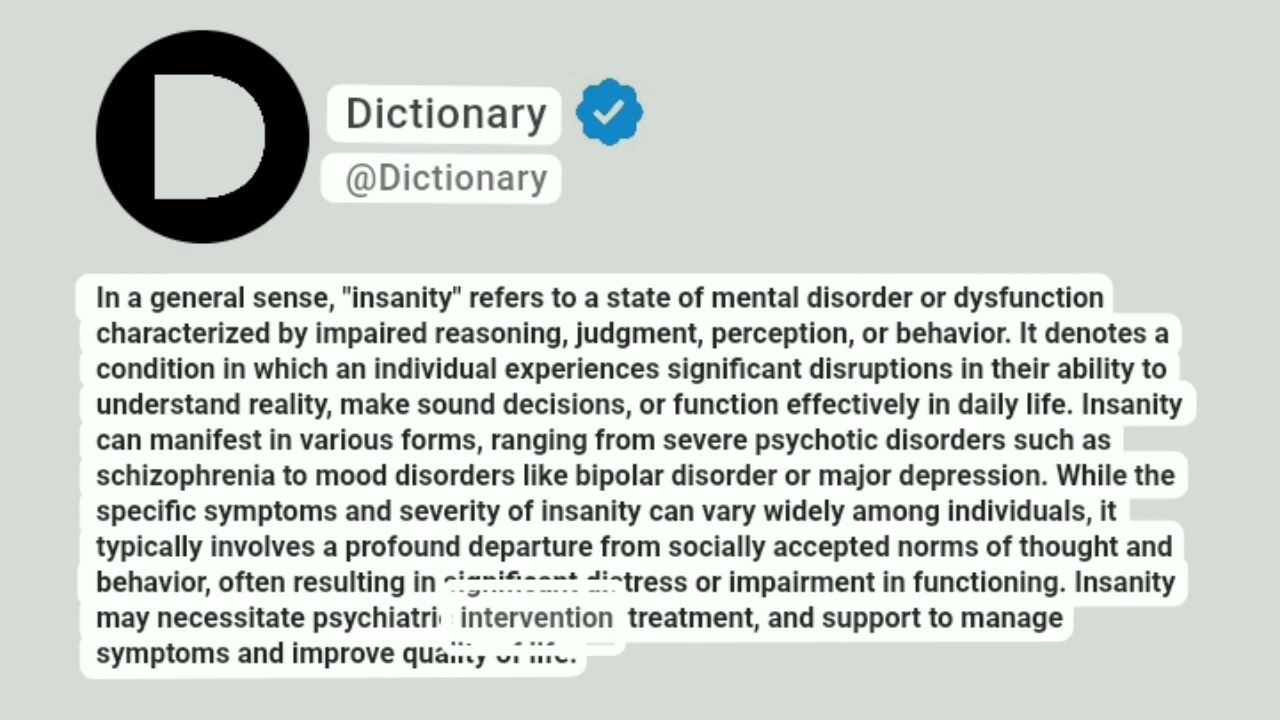 D
Dictionary
@Dictionary
In a general sense, "insanity" refers to a state of mental disorder or dysfunction
characterized by impaired reasoning, judgment, perception, or behavior. It denotes a
condition in which an individual experiences significant disruptions in their ability to
understand reality, make sound decisions, or function effectively in daily life. Insanity
can manifest in various forms, ranging from severe psychotic disorders such as
schizophrenia to mood disorders like bipolar disorder or major depression. While the
specific symptoms and severity of insanity can vary widely among individuals, it
typically involves a profound departure from socially accepted norms of thought and
behavior, often resulting in significant distress or impairment in functioning. Insanity
may necessitate psychiatric intervention treatment, and support to manage
symptoms and improve quality of life.